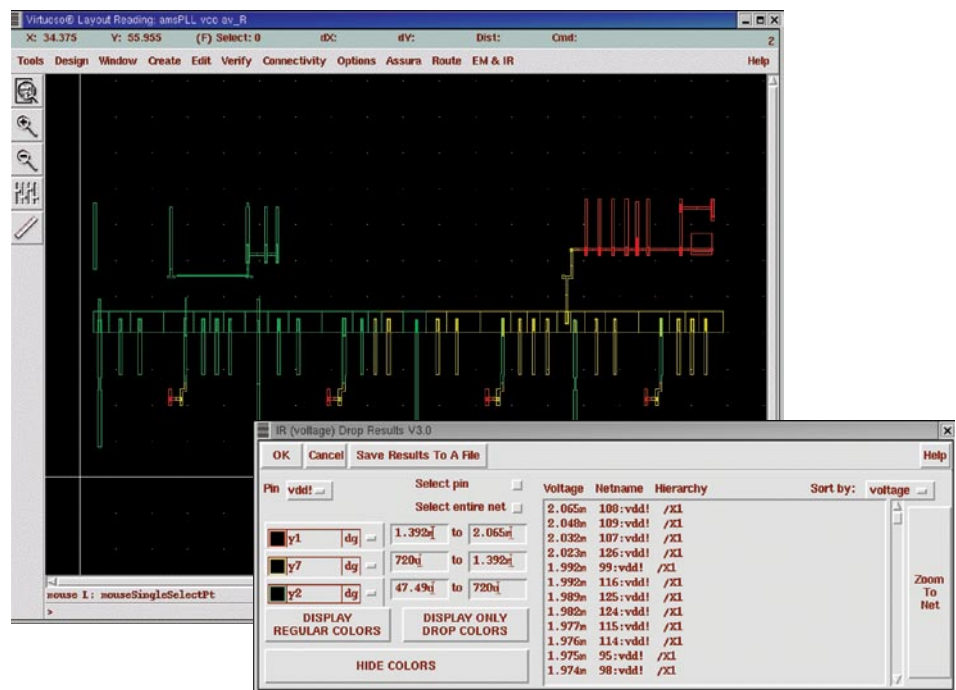 Virtuoso® Layout Reading: amsPLL vco av_R
X: 34.375 Y: 55.955 (F) Select: 0 dX: dY: Dist: Cmd: 2
Tools Design Window Create Edit Verify Connectivity Options Assura Route EM & IR Help
mouse L: mouseSingleSelectPt
>
IR (voltage) Drop Results V3.0
OK Cancel Save Results To A File Help
Pin vdd! Select pin
Select entire net
Sort by: voltage
y1 dg 1.392m to 2.065m
y7 dg 720u to 1.392m
y2 dg 47.49u to 720u
DISPLAY REGULAR COLORS
DISPLAY ONLY DROP COLORS
HIDE COLORS
Voltage Netname Hierarchy
2.065m 108:vdd! /X1
2.048m 109:vdd! /X1
2.032m 107:vdd! /X1
2.023m 126:vdd! /X1
1.992m 99:vdd! /X1
1.992m 116:vdd! /X1
1.989m 125:vdd! /X1
1.982m 124:vdd! /X1
1.977m 115:vdd! /X1
1.976m 114:vdd! /X1
1.975m 95:vdd! /X1
1.974m 98:vdd! /X1
Zoom
To
Net